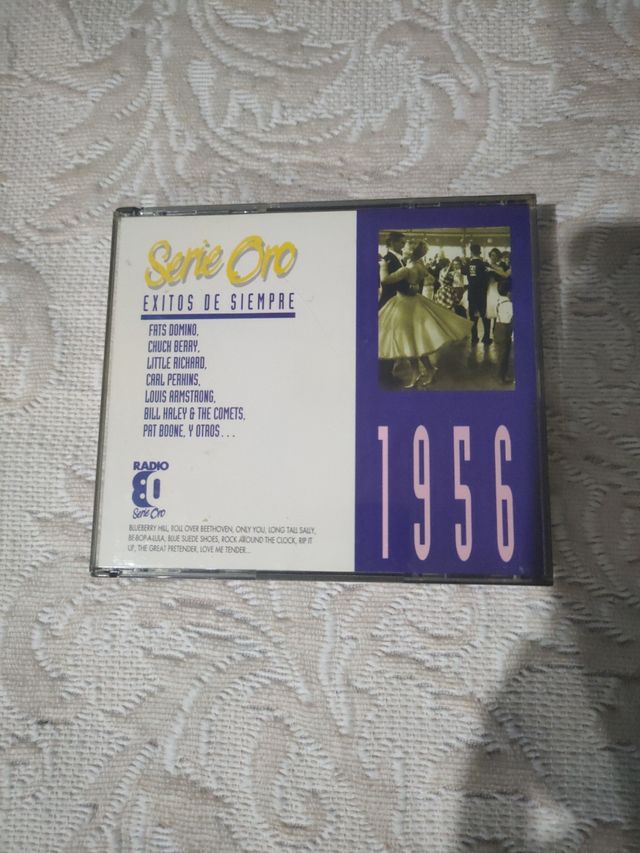 Serie Oro
EXITOS DE SIEMPRE
FATS DOMINO,
CHUCK BERRY,
LITTLE RICHARD,
CARL PERKINS,
LOUIS ARMSTRONG,
BILL HALEY & THE COMETS,
PAT BOONE, Y OTROS...
RADIO
80
Serie Oro
BLUEBERRY HILL, ROLL OVER BEETHOVEN, ONLY YOU, LONG TALL SALLY,
BE-BOP-A-LULA, BLUE SUEDE SHOES, ROCK AROUND THE CLOCK, RIP IT
UP, THE GREAT PRETENDER, LOVE ME TENDER...
1956